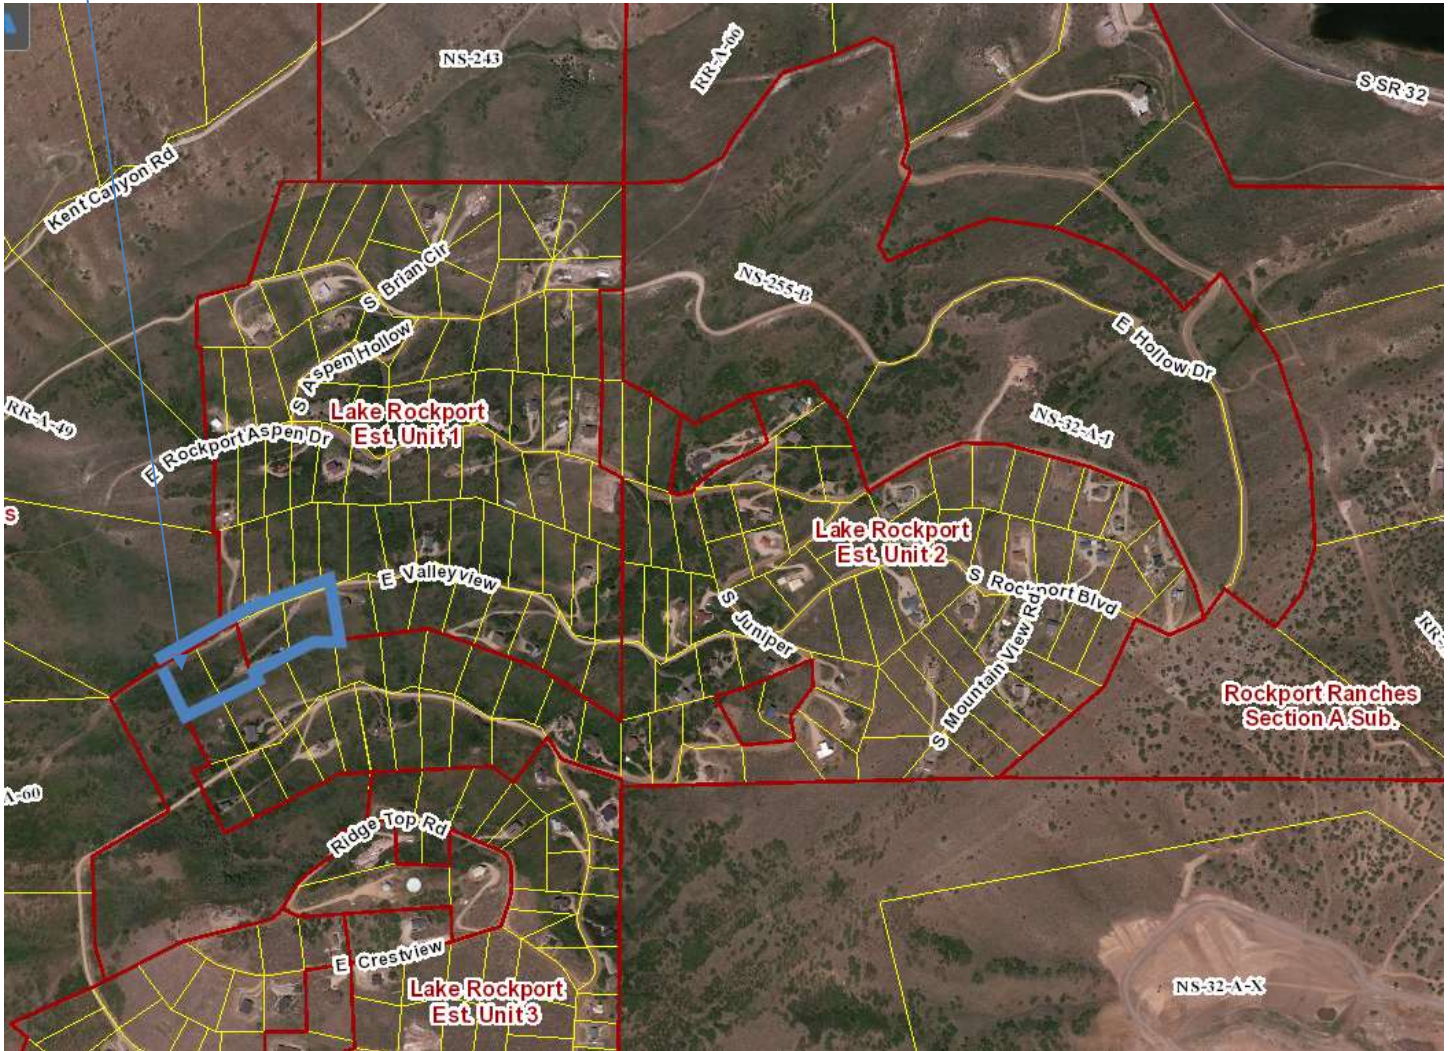 NS-243
RR-A-60
S SR 32
Kent Canyon Rd
S Brian Cir
NS-255-B
S Aspen Hollow
E Hollow Dr
RR-A-49
Lake Rockport
Est. Unit 1
NS-32-A-1
E Rockport Aspen Dr
S
Lake Rockport
Est. Unit 2
E Valleyview
S Rockport Blvd
S Juniper
S Mountain View Rd
Rockport Ranches
Section A Sub.
A-60
Ridge Top Rd
E Crestview
Lake Rockport
Est. Unit 3
NS-32-A-X